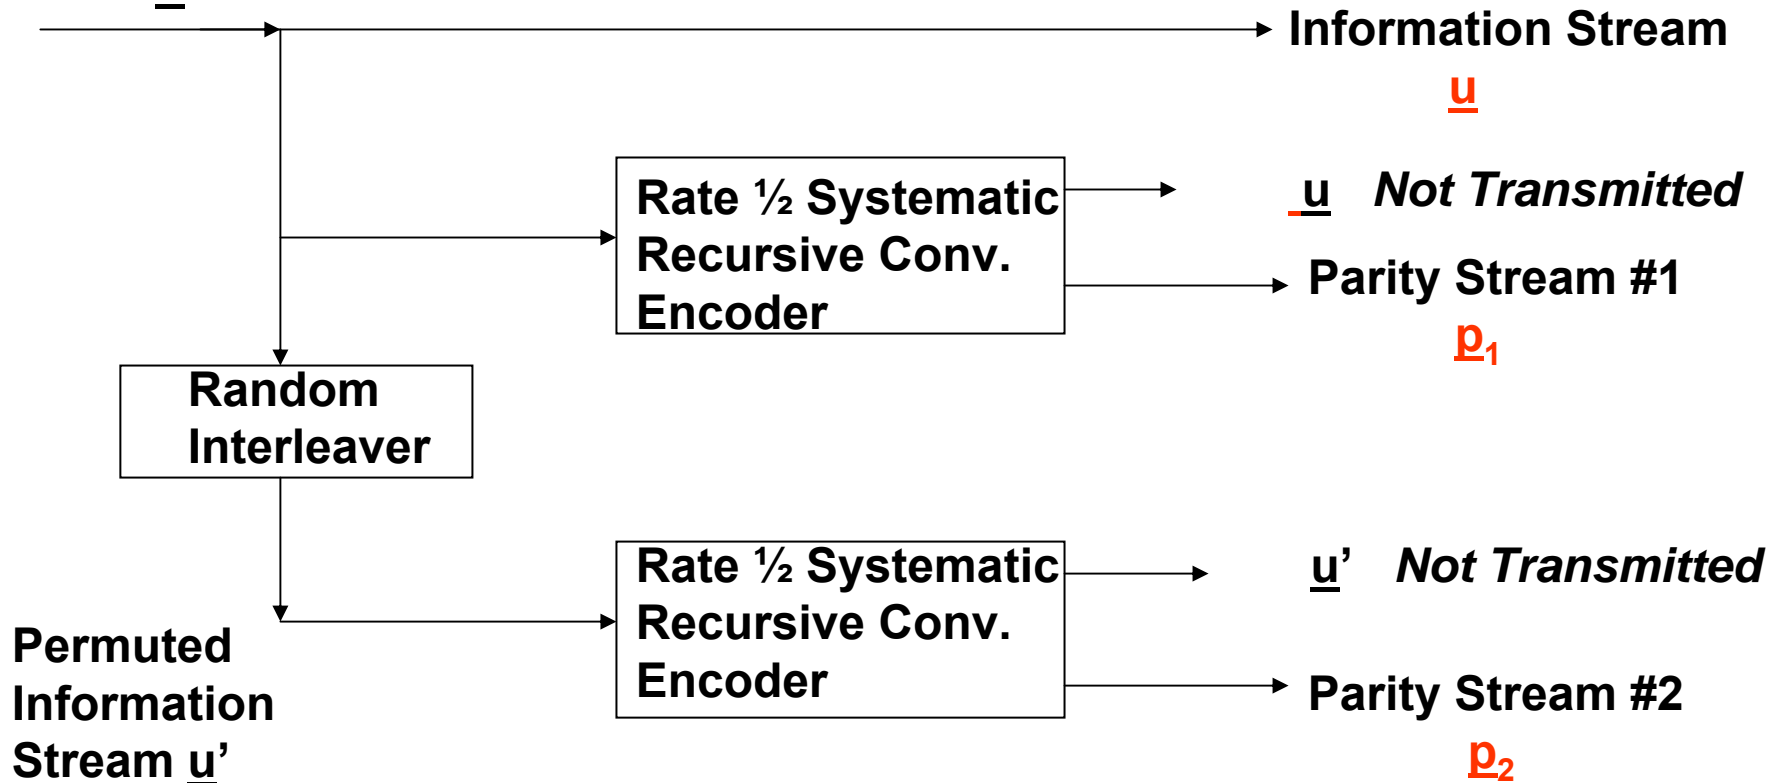 Information Stream
u
u Not Transmitted
Rate ½ Systematic
Recursive Conv.
Encoder
Parity Stream #1
p1
Random
Interleaver
Rate ½ Systematic
Recursive Conv.
Encoder
u' Not Transmitted
Permuted
Information
Stream u'
Parity Stream #2
p2